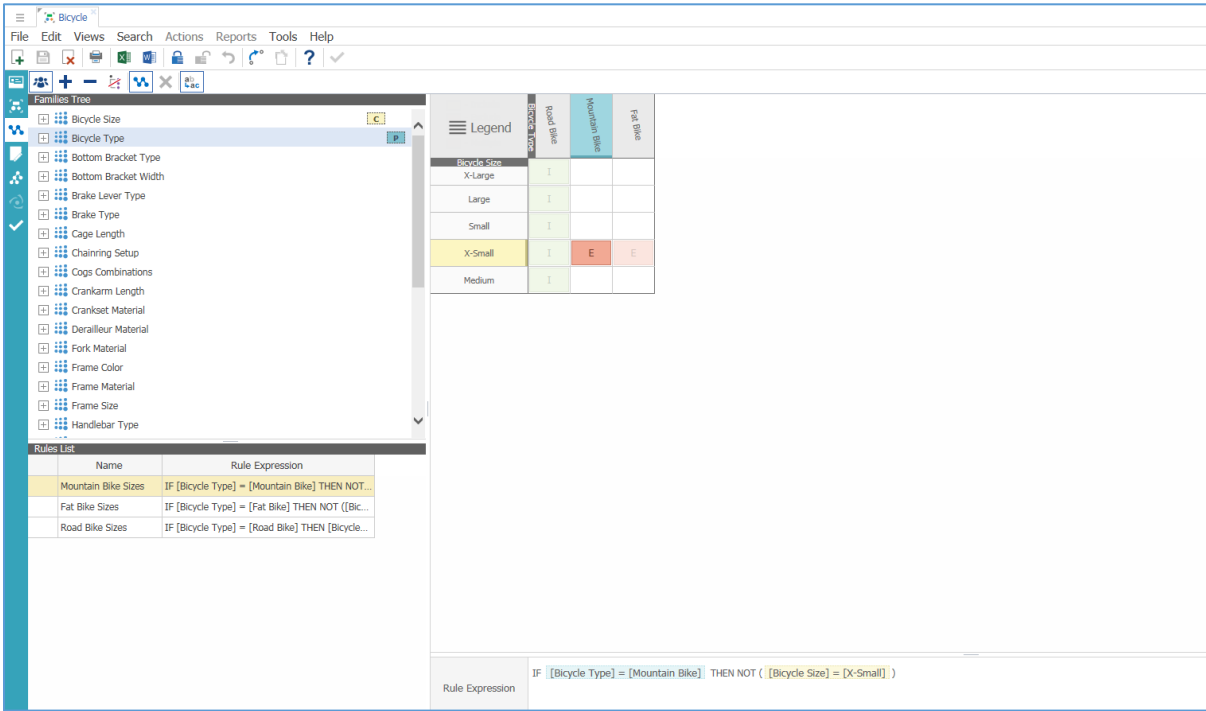 Bicycle
File Edit Views Search Actions Reports Tools Help
Families Tree
Bicycle Size C
Bicycle Type P
Bottom Bracket Type
Bottom Bracket Width
Brake Lever Type
Brake Type
Cage Length
Chainring Setup
Cogs Combinations
Crankarm Length
Crankset Material
Derailleur Material
Fork Material
Frame Color
Frame Material
Frame Size
Handlebar Type
Rules List
Name Rule Expression
Mountain Bike Sizes IF [Bicycle Type] = [Mountain Bike] THEN NOT...
Fat Bike Sizes IF [Bicycle Type] = [Fat Bike] THEN NOT ([Bic...
Road Bike Sizes IF [Bicycle Type] = [Road Bike] THEN [Bicycle...
Legend Bicycle Type Road Bike Mountain Bike Fat Bike
Bicycle Size
X-Large I
Large I
Small I
X-Small I E E
Medium I
Rule Expression IF [Bicycle Type] = [Mountain Bike] THEN NOT ( [Bicycle Size] = [X-Small] )